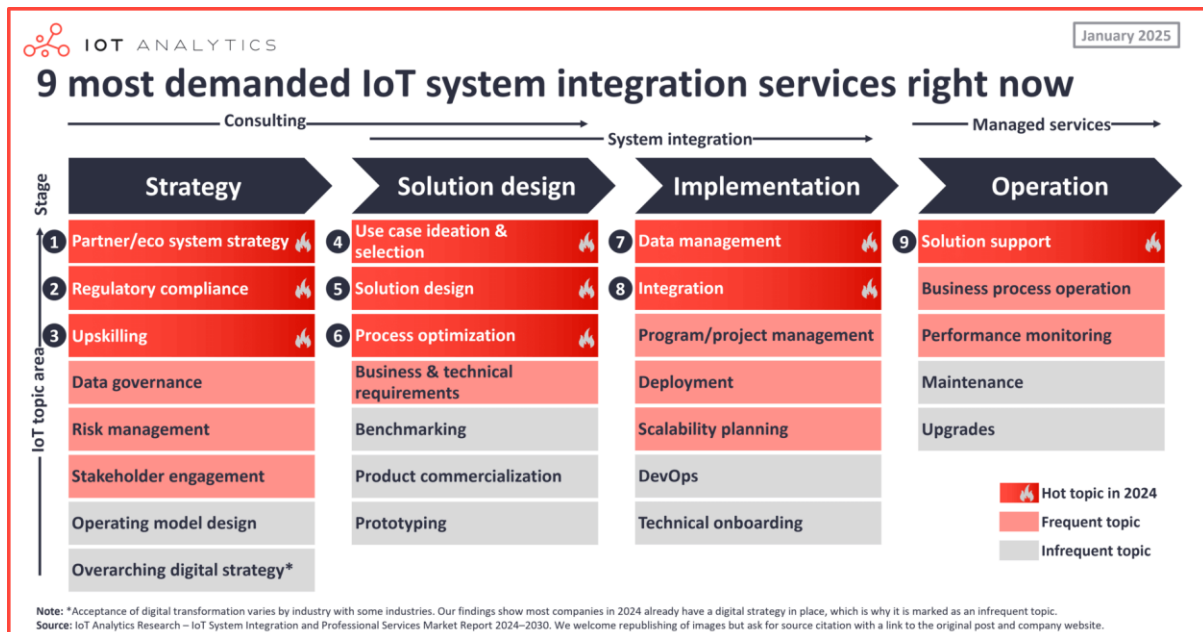 IOT ANALYTICS
January 2025
9 most demanded IoT system integration services right now
Consulting
System integration
Managed services
Stage
Strategy
Solution design
Implementation
Operation
IoT topic area
1 Partner/eco system strategy
2 Regulatory compliance
3 Upskilling
Data governance
Risk management
Stakeholder engagement
Operating model design
Overarching digital strategy*
4 Use case ideation &
selection
5 Solution design
6 Process optimization
Business & technical
requirements
Benchmarking
Product commercialization
Prototyping
7 Data management
8 Integration
Program/project management
Deployment
Scalability planning
DevOps
Technical onboarding
9 Solution support
Business process operation
Performance monitoring
Maintenance
Upgrades
Hot topic in 2024
Frequent topic
Infrequent topic
Note: *Acceptance of digital transformation varies by industry with some industries. Our findings show most companies in 2024 already have a digital strategy in place, which is why it is marked as an infrequent topic.
Source: IoT Analytics Research – IoT System Integration and Professional Services Market Report 2024–2030. We welcome republishing of images but ask for source citation with a link to the original post and company website.